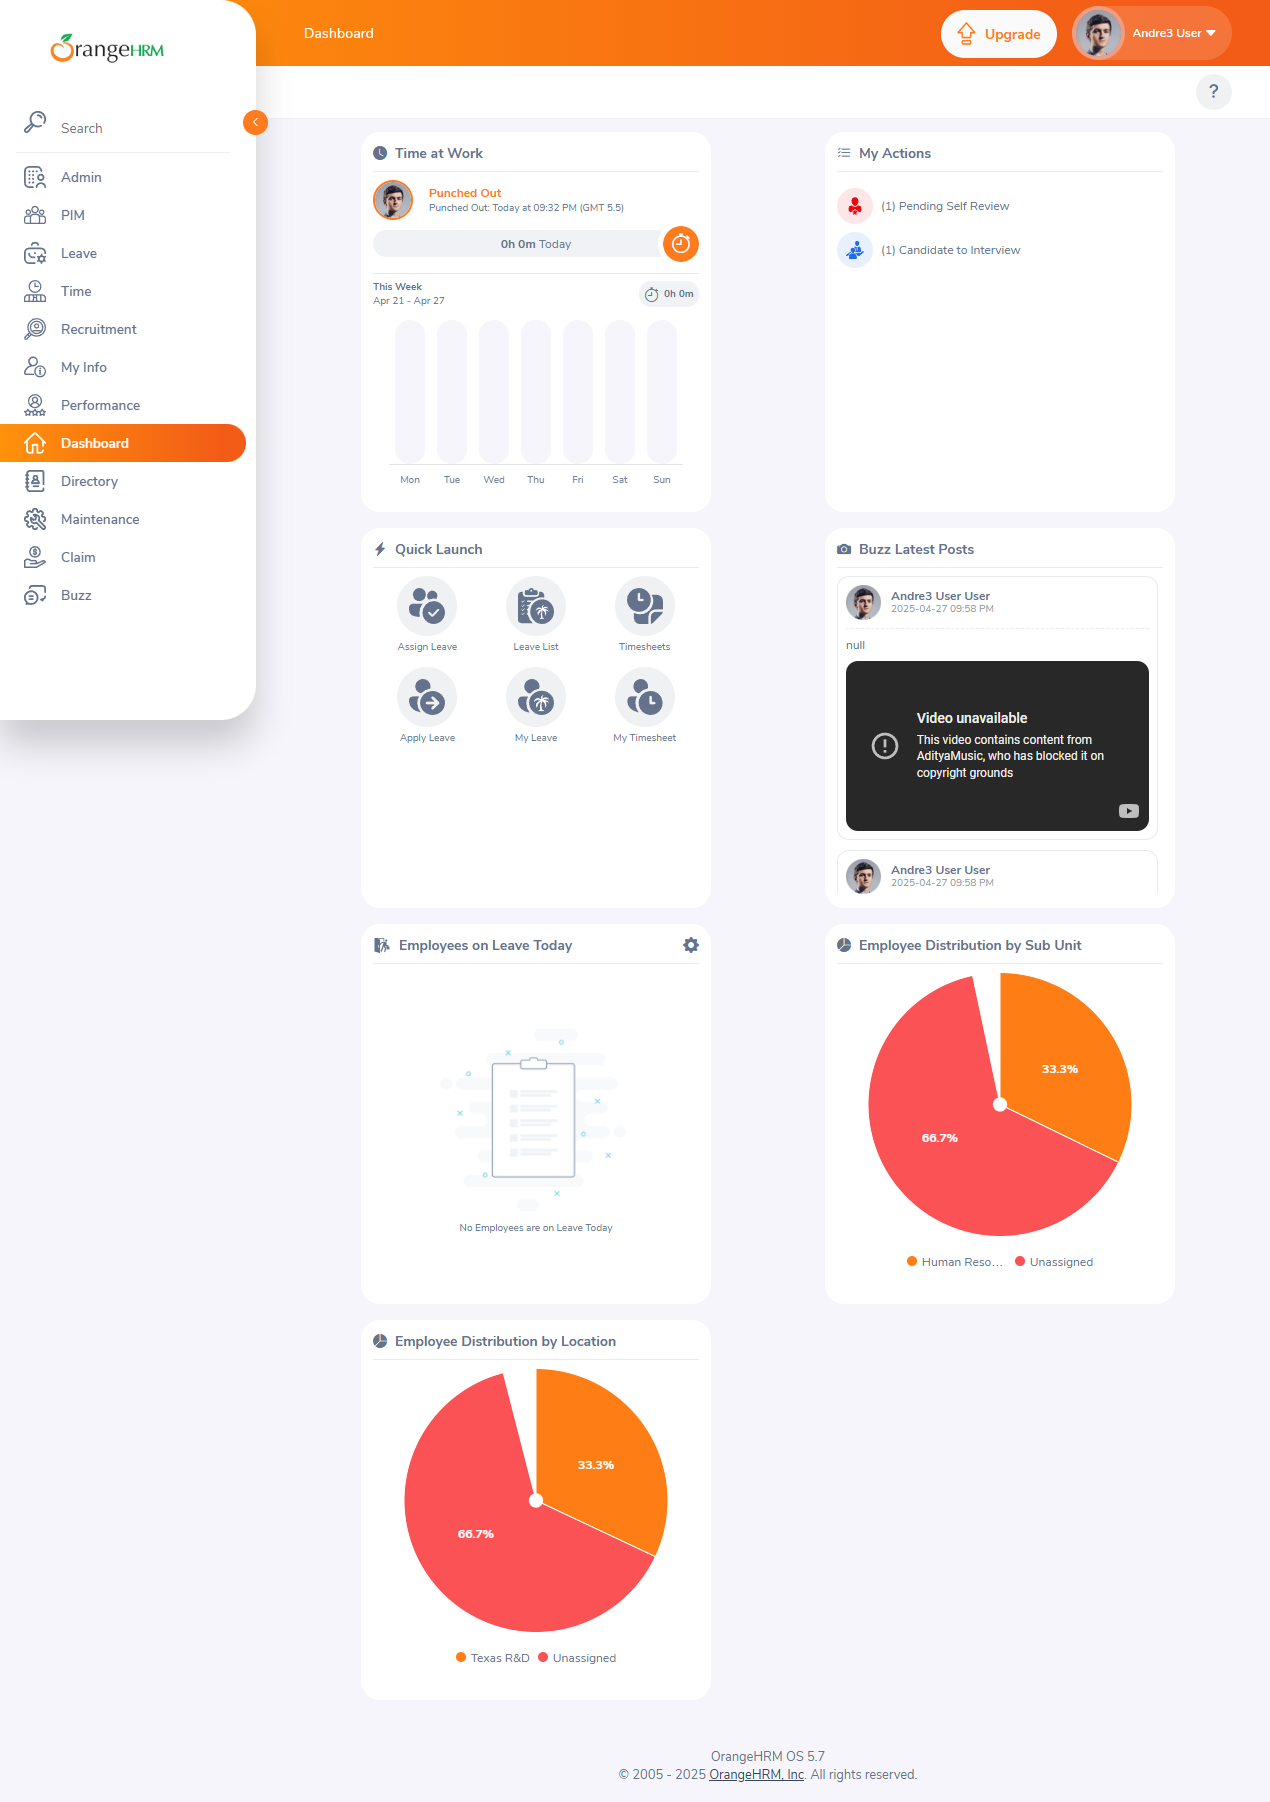 OrangeHRM
Dashboard
Upgrade
Andre3 User
?
Search
Admin
PIM
Leave
Time
Recruitment
My Info
Performance
Dashboard
Directory
Maintenance
Claim
Buzz
Time at Work
Punched Out
Punched Out: Today at 09:32 PM (GMT 5.5)
0h 0m Today
This Week
Apr 21 - Apr 27
0h 0m
Mon Tue Wed Thu Fri Sat Sun
My Actions
(1) Pending Self Review
(1) Candidate to Interview
Quick Launch
Assign Leave Leave List Timesheets
Apply Leave My Leave My Timesheet
Buzz Latest Posts
Andre3 User User
2025-04-27 09:58 PM
null
Video unavailable
This video contains content from
AdityaMusic, who has blocked it on
copyright grounds
Andre3 User User
2025-04-27 09:58 PM
Employees on Leave Today
No Employees are on Leave Today
Employee Distribution by Sub Unit
33.3%
66.7%
Human Reso... Unassigned
Employee Distribution by Location
33.3%
66.7%
Texas R&D Unassigned
OrangeHRM OS 5.7
© 2005 - 2025 OrangeHRM, Inc. All rights reserved.